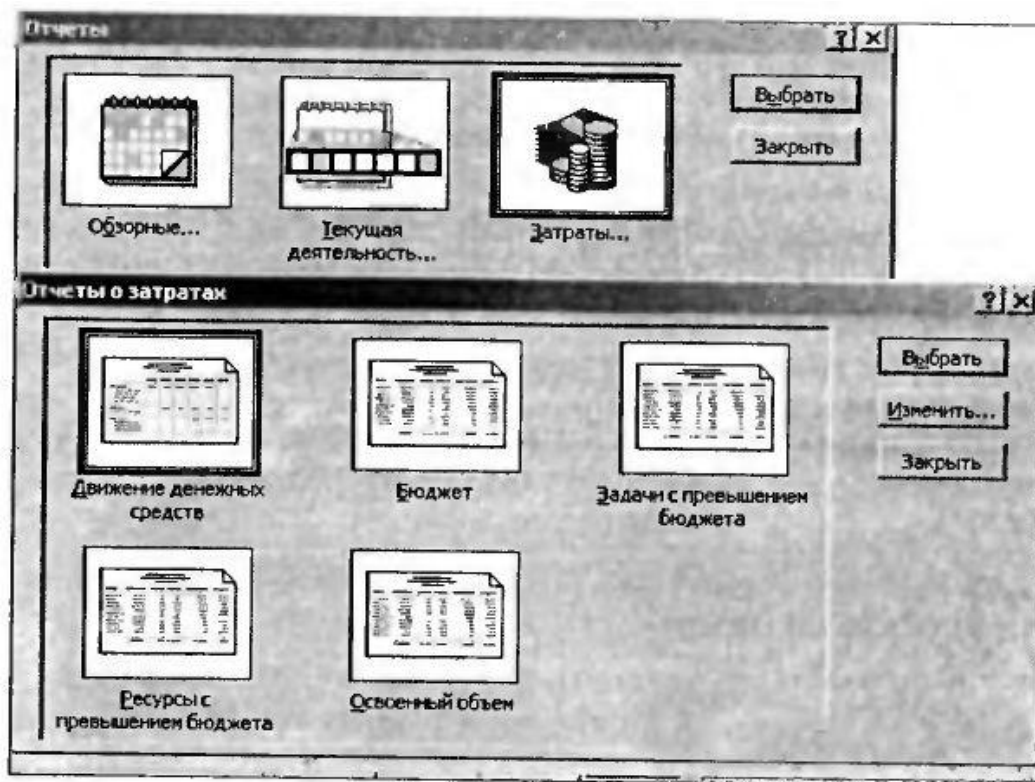 Отчеты
Выбрать
Закрыть
Обзорные...
Текущая
деятельность...
Затраты...
Отчеты о затратах
Выбрать
Изменить...
Закрыть
Движение денежных
средств
Бюджет
Задачи с превышением
бюджета
Ресурсы с
превышением бюджета
Освоенный объем